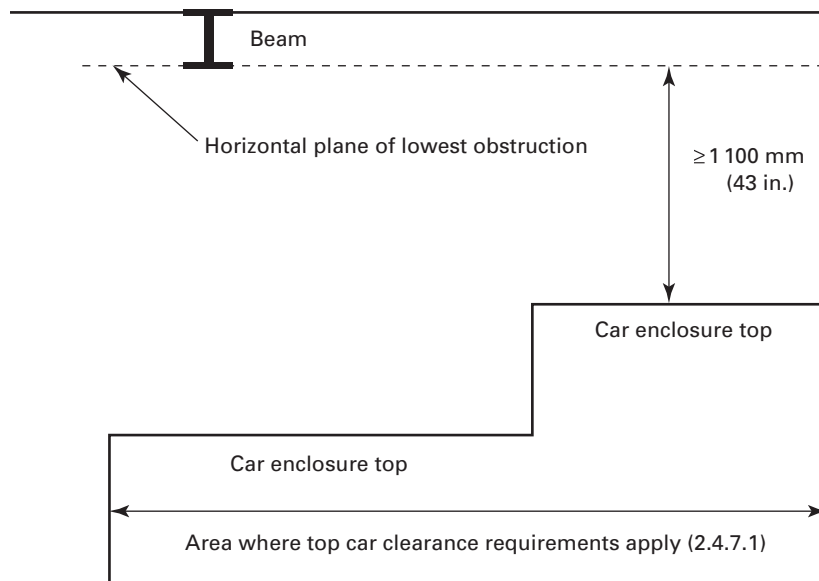 Beam
Horizontal plane of lowest obstruction
≥1 100 mm
(43 in.)
Car enclosure top
Car enclosure top
Area where top car clearance requirements apply (2.4.7.1)